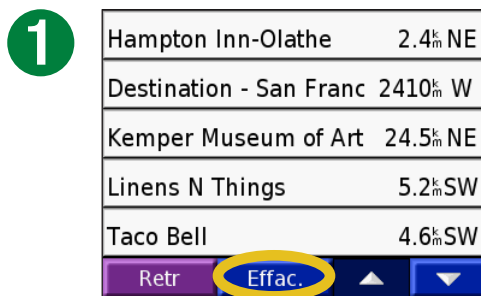 1
Hampton Inn-Olathe 2.4km NE
Destination - San Franc 2410km W
Kemper Museum of Art 24.5km NE
Linens N Things 5.2km SW
Taco Bell 4.6km SW
Retr Effac.